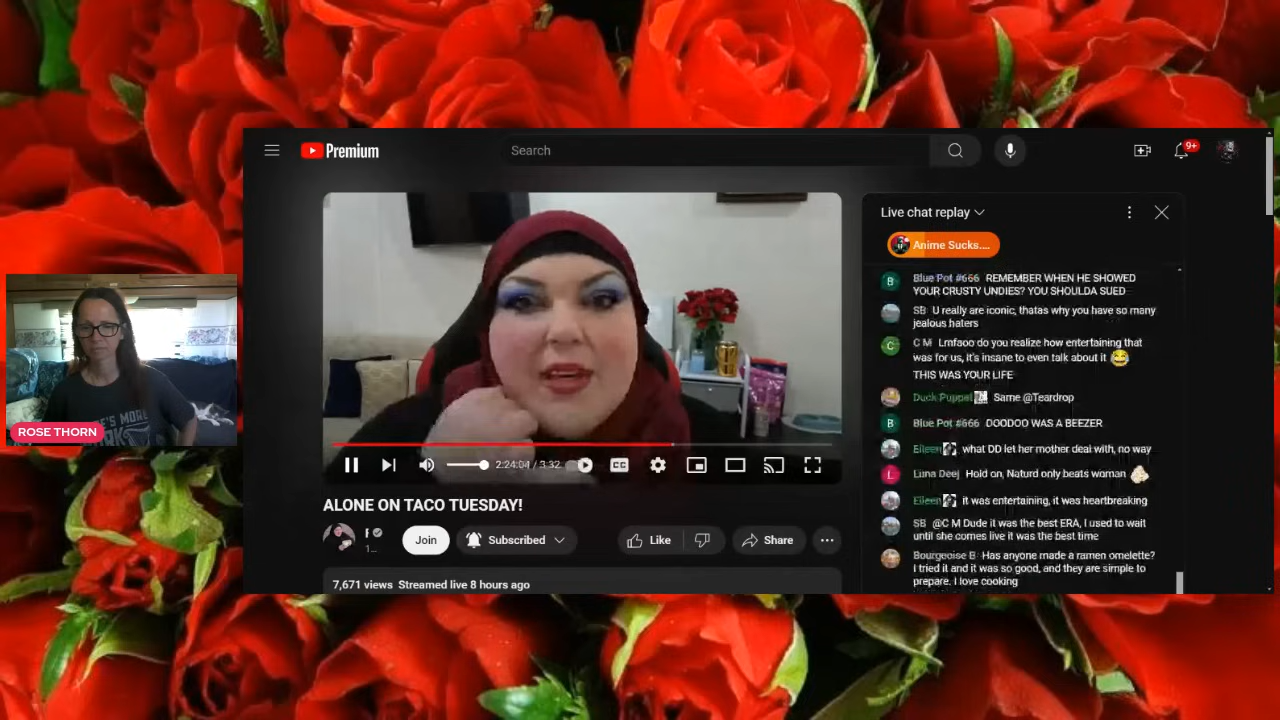 Premium
Search
9+
Live chat replay
Anime Sucks....
Blue Pot #666 REMEMBER WHEN HE SHOWED
YOUR CRUSTY UNDIES? YOU SHOULDA SUED
SB U really are iconic, thatas why you have so many
jealous haters
C M Lmfaoo do you realize how entertaining that
was for us, it's insane to even talk about it
THIS WAS YOUR LIFE
Duck Puppet Same @Teardrop
Blue Pot #666 DOODOO WAS A BEEZER
Eileen what DD let her mother deal with, no way
Luna Deej Hold on, Naturd only beats woman
Eileen it was entertaining, it was heartbreaking
SB @C M Dude it was the best ERA, I used to wait
until she comes live it was the best time
Bourgeoise B Has anyone made a ramen omelette?
I tried it and it was so good, and they are simple to
prepare. I love cooking
ROSE THORN
2:24:04 / 3:32
CC
ALONE ON TACO TUESDAY!
1...
Join
Subscribed
Like
Share
7,671 views Streamed live 8 hours ago